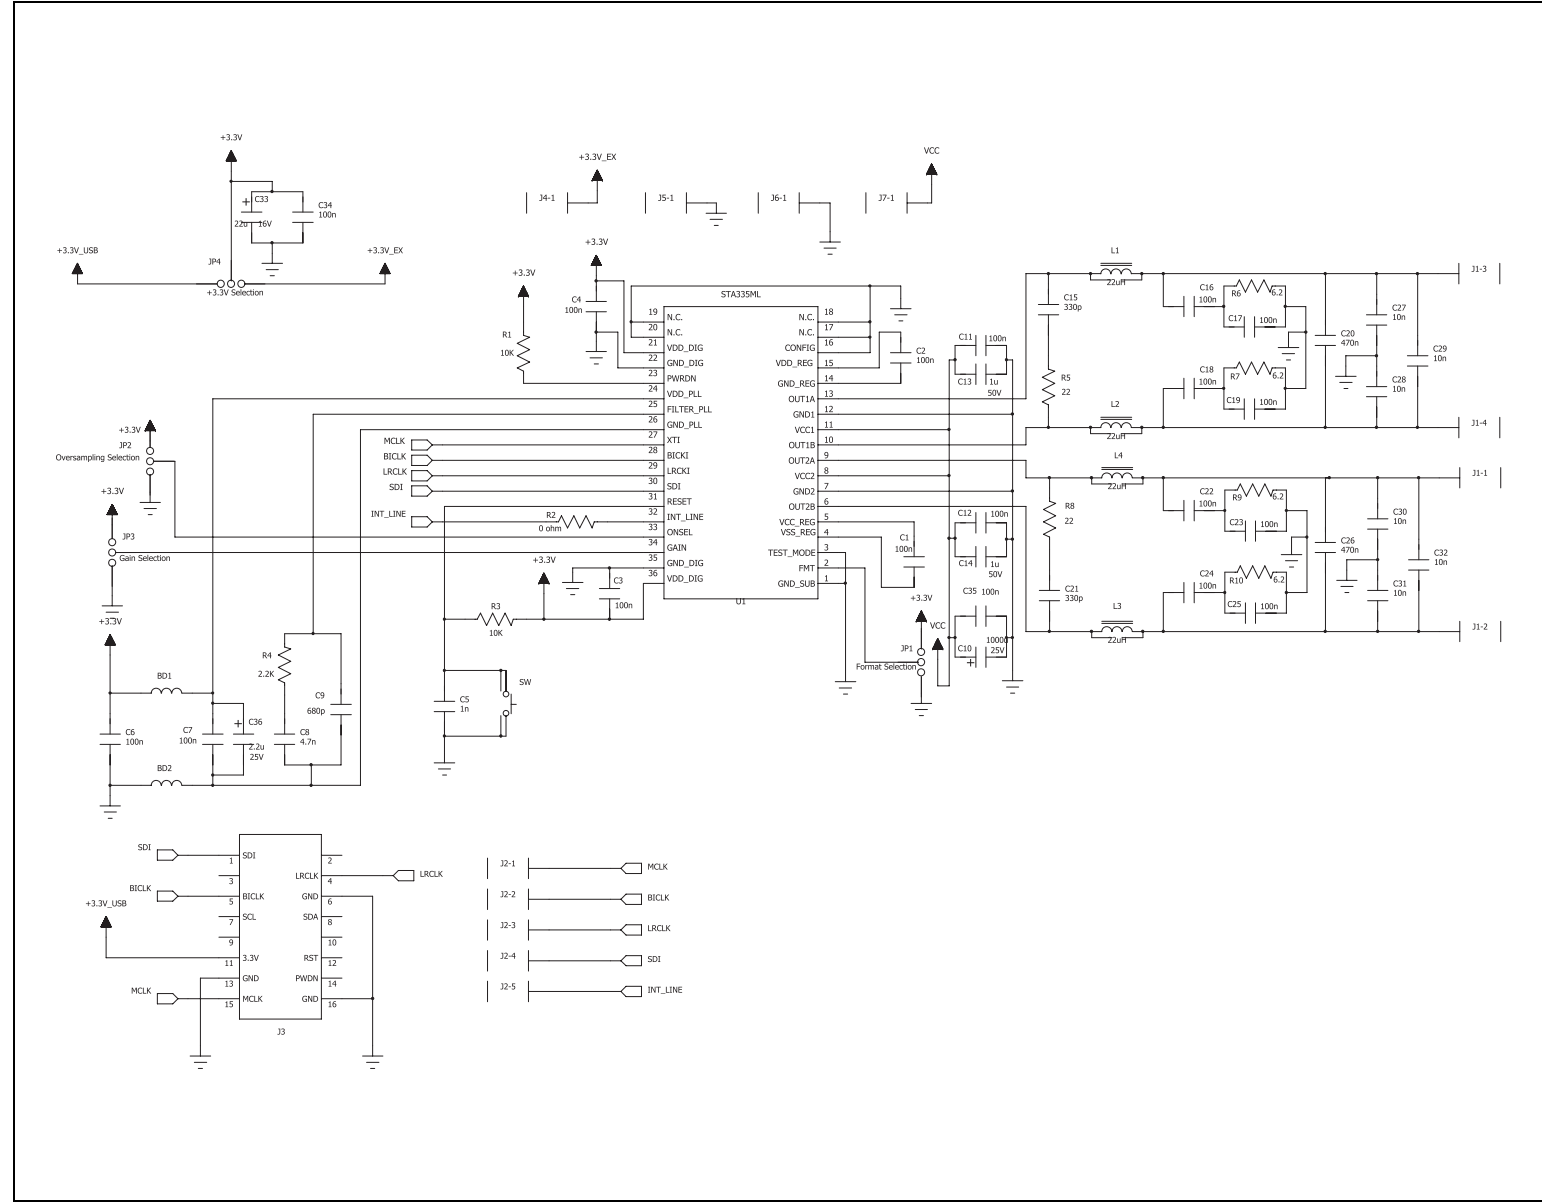 +3.3V
C33
22u 16V
C34
100n
+3.3V_USB
JP4
+3.3V_EX
+3.3V Selection
J4-1
+3.3V_EX
J5-1
J6-1
J7-1
VCC
+3.3V
+3.3V
C4
100n
R1
10K
STA335ML
19 N.C.
20 N.C.
21 VDD_DIG
22 GND_DIG
23 PWRDN
24 VDD_PLL
25 FILTER_PLL
26 GND_PLL
27 XTI
28 BICKI
29 LRCKI
30 SDI
31 RESET
32 INT_LINE
33 ONSEL
34 GAIN
35 GND_DIG
36 VDD_DIG
N.C. 18
N.C. 17
CONFIG 16
VDD_REG 15
GND_REG 14
OUT1A 13
GND1 12
VCC1 11
OUT1B 10
OUT2A 9
VCC2 8
GND2 7
OUT2B 6
VCC_REG 5
VSS_REG 4
TEST_MODE 3
FMT 2
GND_SUB 1
U1
C2
100n
C11 100n
C13 1u
50V
C12 100n
C14 1u
50V
C1
100n
C35 100n
1000u
C10 25V
+3.3V
VCC
JP1
Format Selection
C15
330p
R5
22
L1
22uH
L2
22uH
C16
100n
R6 6.2
C17 100n
C18
100n
R7 6.2
C19 100n
C20
470n
C27
10n
C28
10n
C29
10n
J1-3
J1-4
L4
22uH
R8
22
C21
330p
L3
22uH
C22
100n
R9 6.2
C23 100n
C24
100n
R10 6.2
C25 100n
C26
470n
C30
10n
C31
10n
C32
10n
J1-1
J1-2
MCLK
BICLK
LRCLK
SDI
INT_LINE
R2
0 ohm
+3.3V
JP2
Oversampling Selection
+3.3V
JP3
Gain Selection
+3.3V
C3
100n
R3
10K
SW
C5
1n
+3.3V
BD1
BD2
C6
100n
C7
100n
C36
2.2u
25V
R4
2.2K
C8
4.7n
C9
680p
SDI
BICLK
+3.3V_USB
MCLK
1 SDI
3
5 BICLK
7 SCL
9
11 3.3V
13 GND
15 MCLK
2
LRCLK 4
GND 6
SDA 8
10
RST 12
PWDN 14
GND 16
J3
LRCLK
J2-1 MCLK
J2-2 BICLK
J2-3 LRCLK
J2-4 SDI
J2-5 INT_LINE